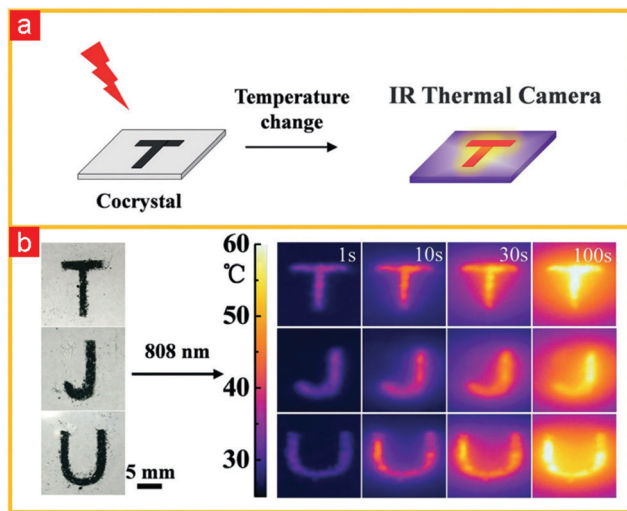 a
Temperature
change
IR Thermal Camera
T
T
Cocrystal
b
60
℃
50
40
30
1s
10s
30s
100s
T
J
U
808 nm
5 mm